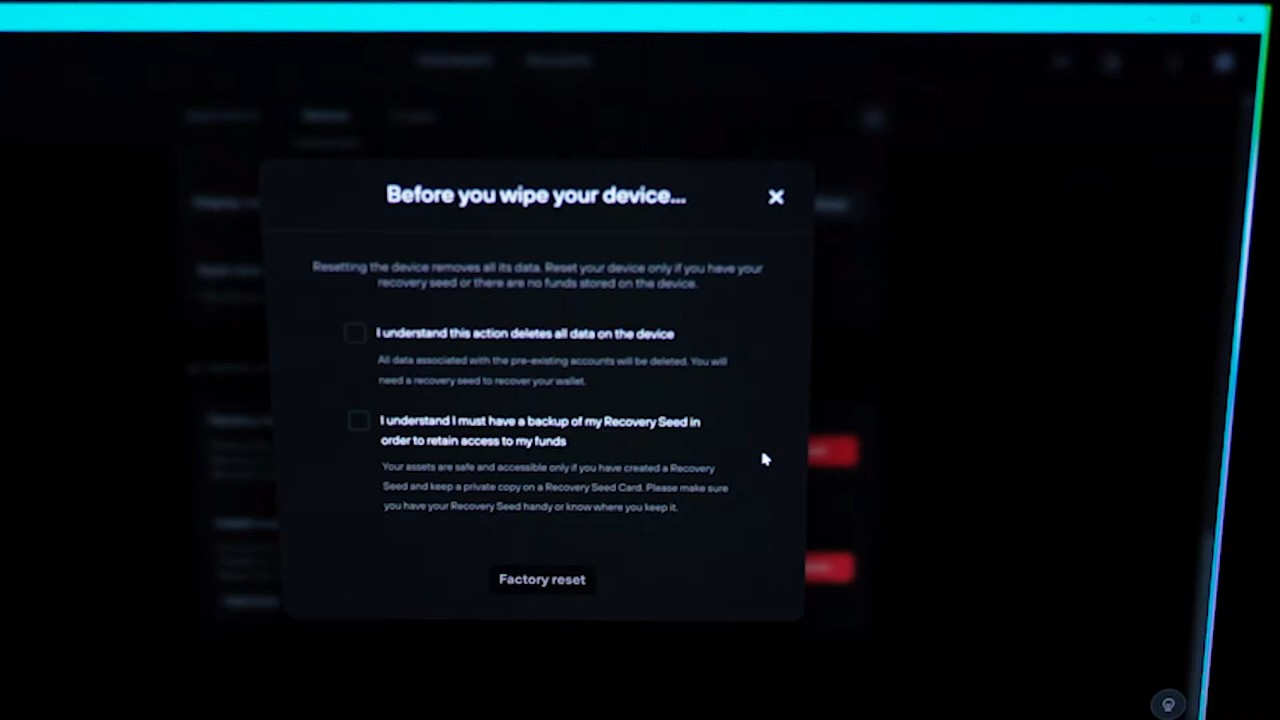 Before you wipe your device...
Resetting the device removes all its data. Reset your device only if you have your
recovery seed or there are no funds stored on the device.
I understand this action deletes all data on the device
All data associated with the pre-existing accounts will be deleted. You will
need a recovery seed to recover your wallet.
I understand I must have a backup of my Recovery Seed in
order to retain access to my funds
Your assets are safe and accessible only if you have created a Recovery
Seed and keep a private copy on a Recovery Seed Card. Please make sure
you have your Recovery Seed handy or know where you keep it.
Factory reset